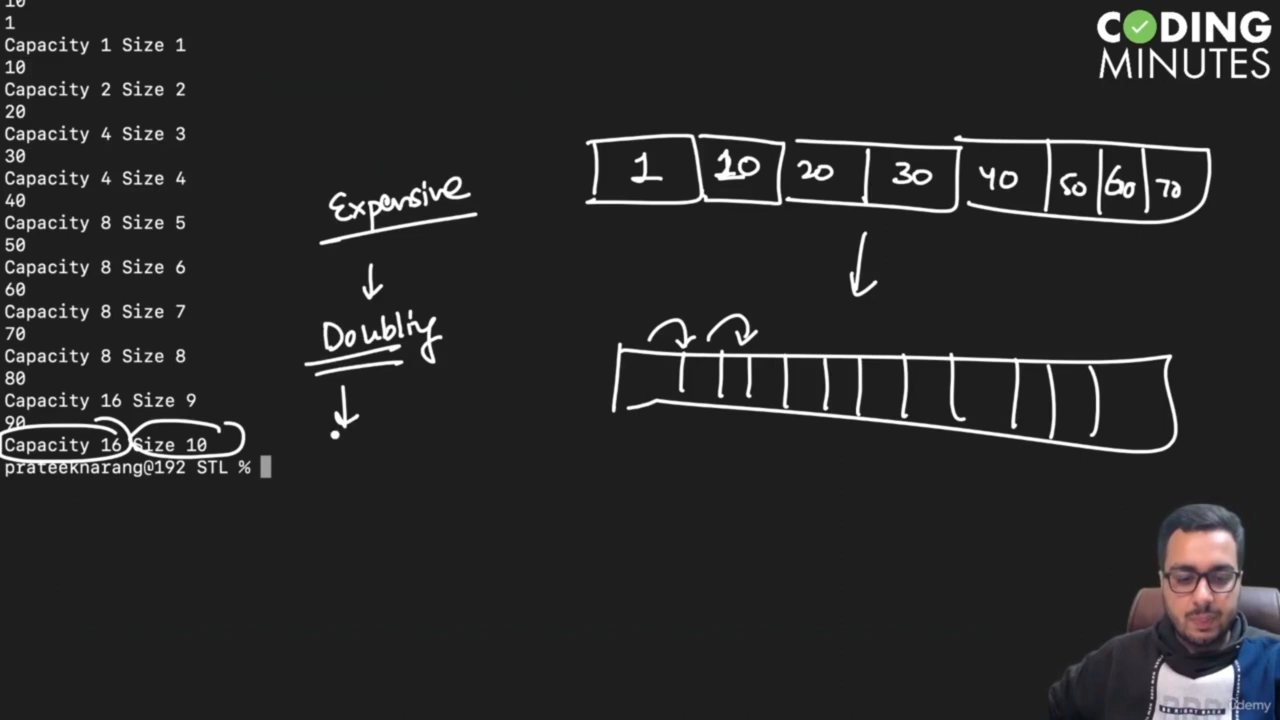 10
1
Capacity 1 Size 1
10
Capacity 2 Size 2
20
Capacity 4 Size 3
30
Capacity 4 Size 4
40
Capacity 8 Size 5
50
Capacity 8 Size 6
60
Capacity 8 Size 7
70
Capacity 8 Size 8
80
Capacity 16 Size 9
90
Capacity 16 Size 10
prateeknarang@192 STL %
Expensive
Doubling
1 10 20 30 40 50 60 70
CODING
MINUTES
Udemy